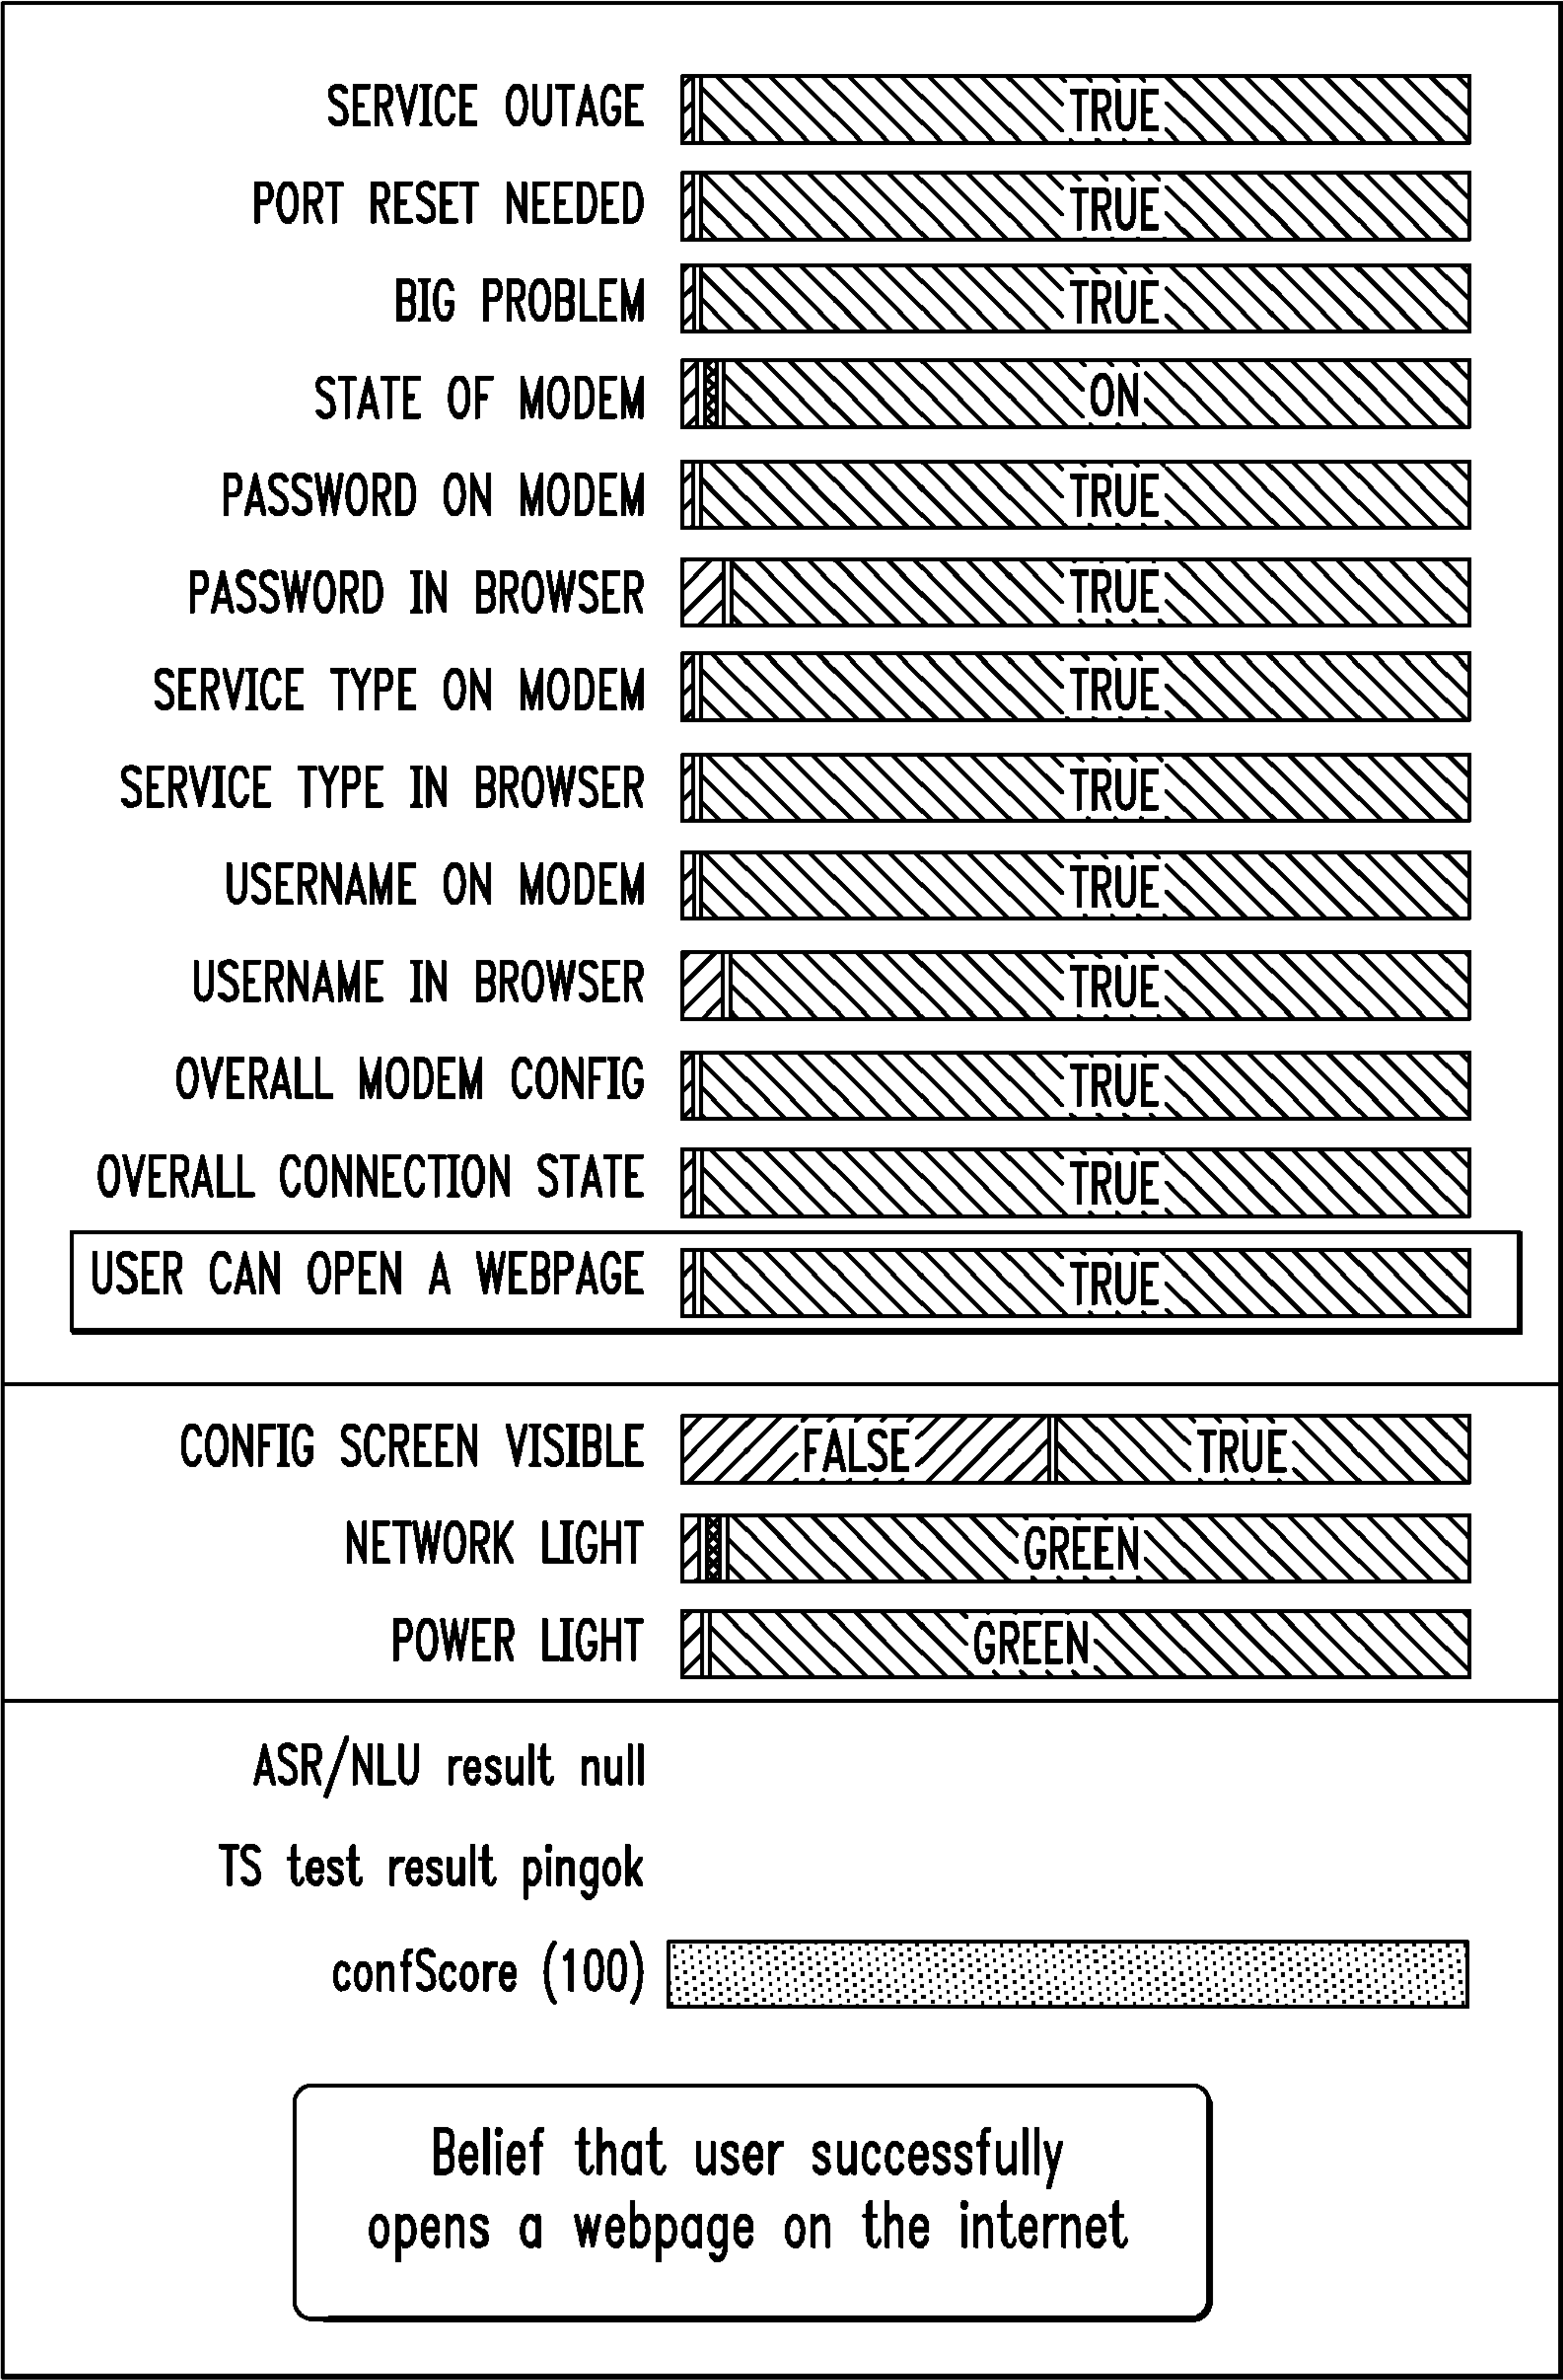 SERVICE OUTAGE TRUE
PORT RESET NEEDED TRUE
BIG PROBLEM TRUE
STATE OF MODEM ON
PASSWORD ON MODEM TRUE
PASSWORD IN BROWSER TRUE
SERVICE TYPE ON MODEM TRUE
SERVICE TYPE IN BROWSER TRUE
USERNAME ON MODEM TRUE
USERNAME IN BROWSER TRUE
OVERALL MODEM CONFIG TRUE
OVERALL CONNECTION STATE TRUE
USER CAN OPEN A WEBPAGE TRUE
CONFIG SCREEN VISIBLE FALSE TRUE
NETWORK LIGHT GREEN
POWER LIGHT GREEN
ASR/NLU result null
TS test result pingok
confScore (100)
Belief that user successfully
opens a webpage on the internet